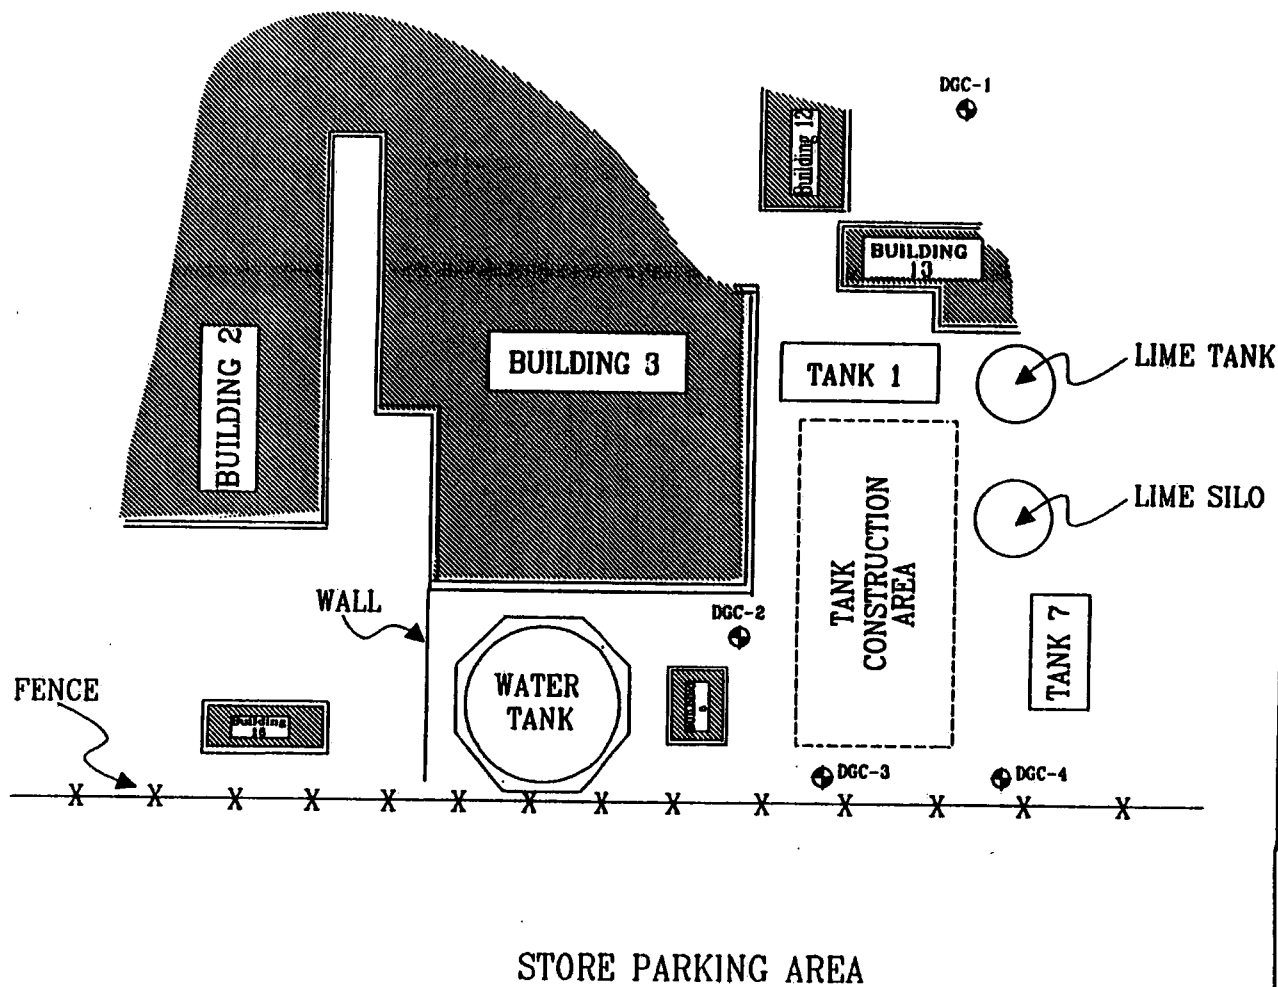 DGC-1
Building 12
BUILDING
13
BUILDING 2
BUILDING 3
TANK 1
LIME TANK
LIME SILO
TANK
CONSTRUCTION
AREA
TANK 7
WALL
DGC-2
WATER
TANK
FENCE
Building
DGC-3
DGC-4
X X X X X X X X X X X X X X
STORE PARKING AREA